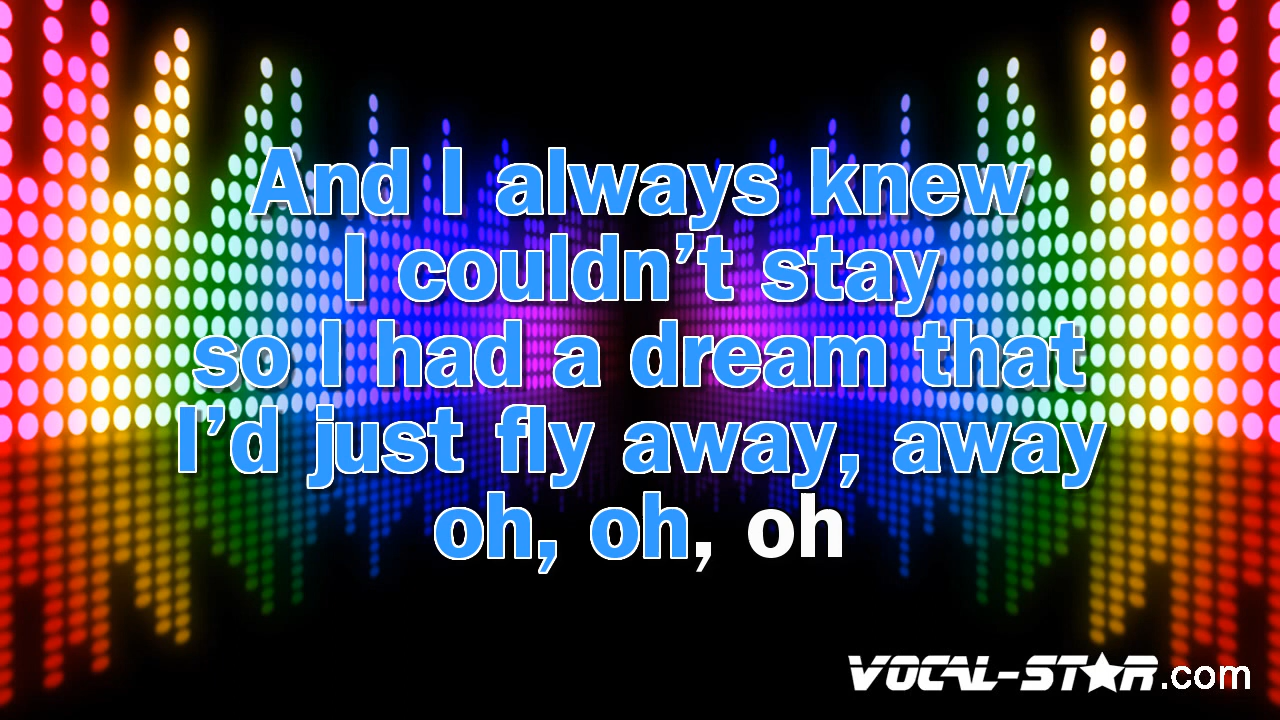 And I always knew
I couldn't stay
so I had a dream that
I'd just fly away, away
oh, oh, oh
VOCAL-STAR.com